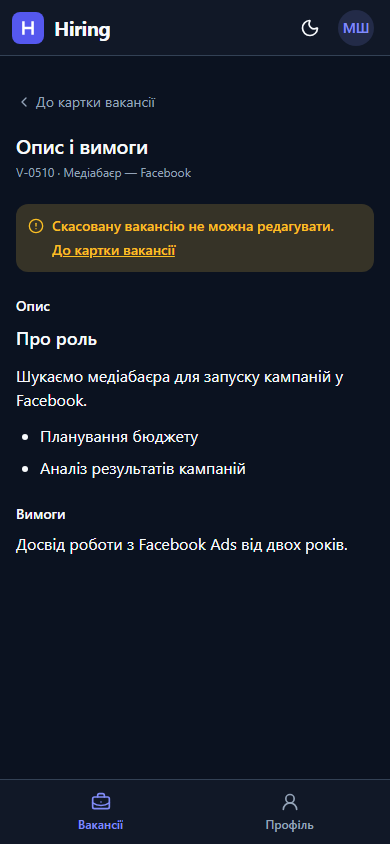 H Hiring МШ
До картки вакансії
Опис і вимоги
V-0510 · Медіабаєр — Facebook
Скасовану вакансію не можна редагувати.
До картки вакансії
Опис
Про роль
Шукаємо медіабаєра для запуску кампаній у
Facebook.
• Планування бюджету
• Аналіз результатів кампаній
Вимоги
Досвід роботи з Facebook Ads від двох років.
Вакансії Профіль